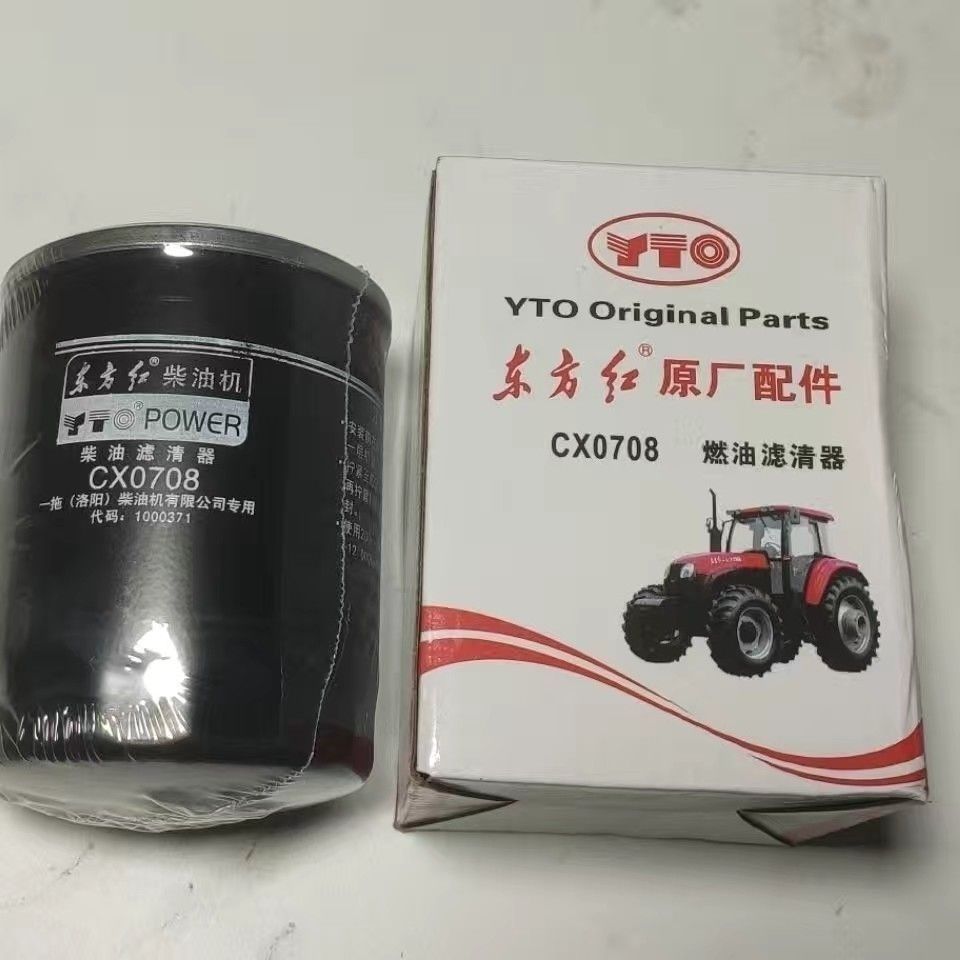 东方红®柴油机
YTO® POWER
柴油滤清器
CX0708
一拖（洛阳）柴油机有限公司专用
代码：1000371
YTO
YTO Original Parts
东方红®原厂配件
CX0708 燃油滤清器